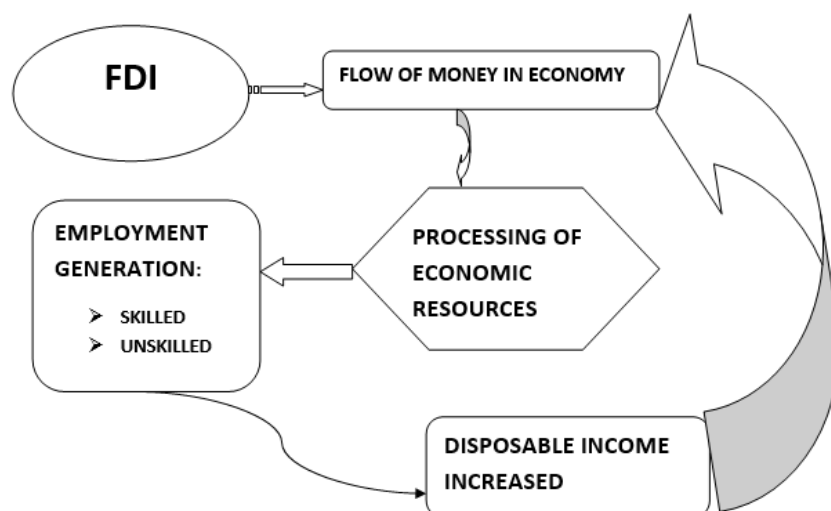 FDI
FLOW OF MONEY IN ECONOMY
PROCESSING OF
ECONOMIC
RESOURCES
EMPLOYMENT
GENERATION:
➢ SKILLED
➢ UNSKILLED
DISPOSABLE INCOME
INCREASED